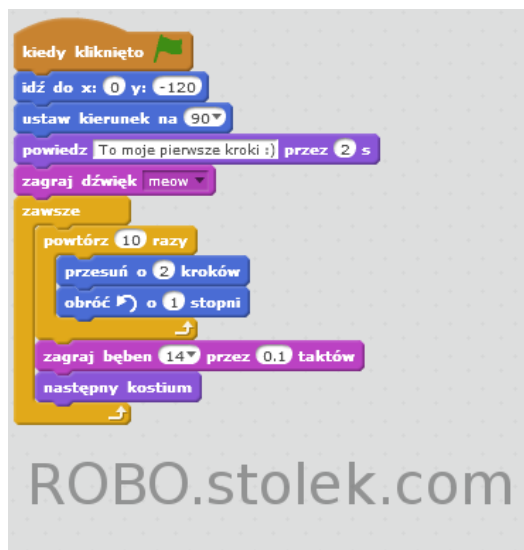 kiedy kliknięto
idź do x: 0 y: -120
ustaw kierunek na 90
powiedz To moje pierwsze kroki :) przez 2 s
zagraj dźwięk meow
zawsze
powtórz 10 razy
przesuń o 2 kroków
obróć o 1 stopni
zagraj bęben 14 przez 0.1 taktów
następny kostium
ROBO.stolek.com